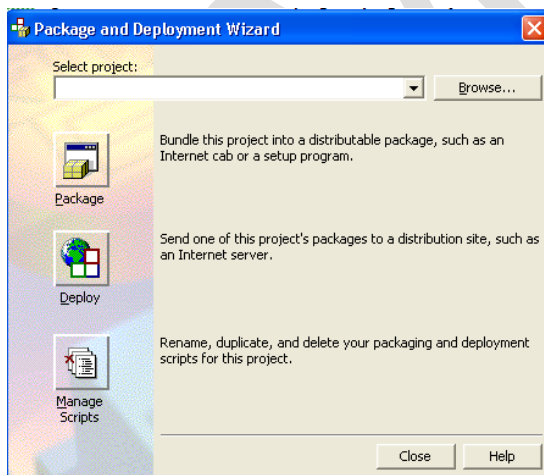 Package and Deployment Wizard
Select project:
Browse...
Bundle this project into a distributable package, such as an
Internet cab or a setup program.
Package
Send one of this project's packages to a distribution site, such as
an Internet server.
Deploy
Rename, duplicate, and delete your packaging and deployment
scripts for this project.
Manage
Scripts
Close
Help